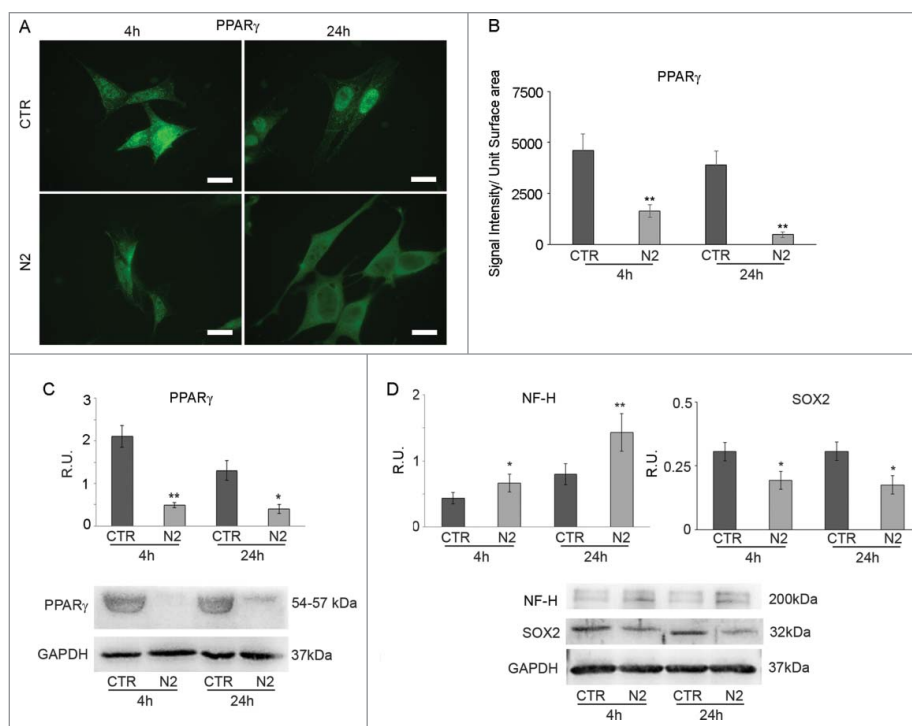 A
PPARγ
4h
24h
CTR
N2
B
PPARγ
Signal Intensity/ Unit Surface area
7500
5000
2500
0
**
**
CTR
N2
CTR
N2
4h
24h
C
PPARγ
R.U.
3
2
1
0
**
*
CTR
N2
CTR
N2
4h
24h
PPARγ
54-57 kDa
GAPDH
37kDa
CTR
N2
CTR
N2
4h
24h
D
NF-H
R.U.
2
1
0
*
**
CTR
N2
CTR
N2
4h
24h
SOX2
R.U.
0.5
0.25
0
*
*
CTR
N2
CTR
N2
4h
24h
NF-H
200kDa
SOX2
32kDa
GAPDH
37kDa
CTR
N2
CTR
N2
4h
24h